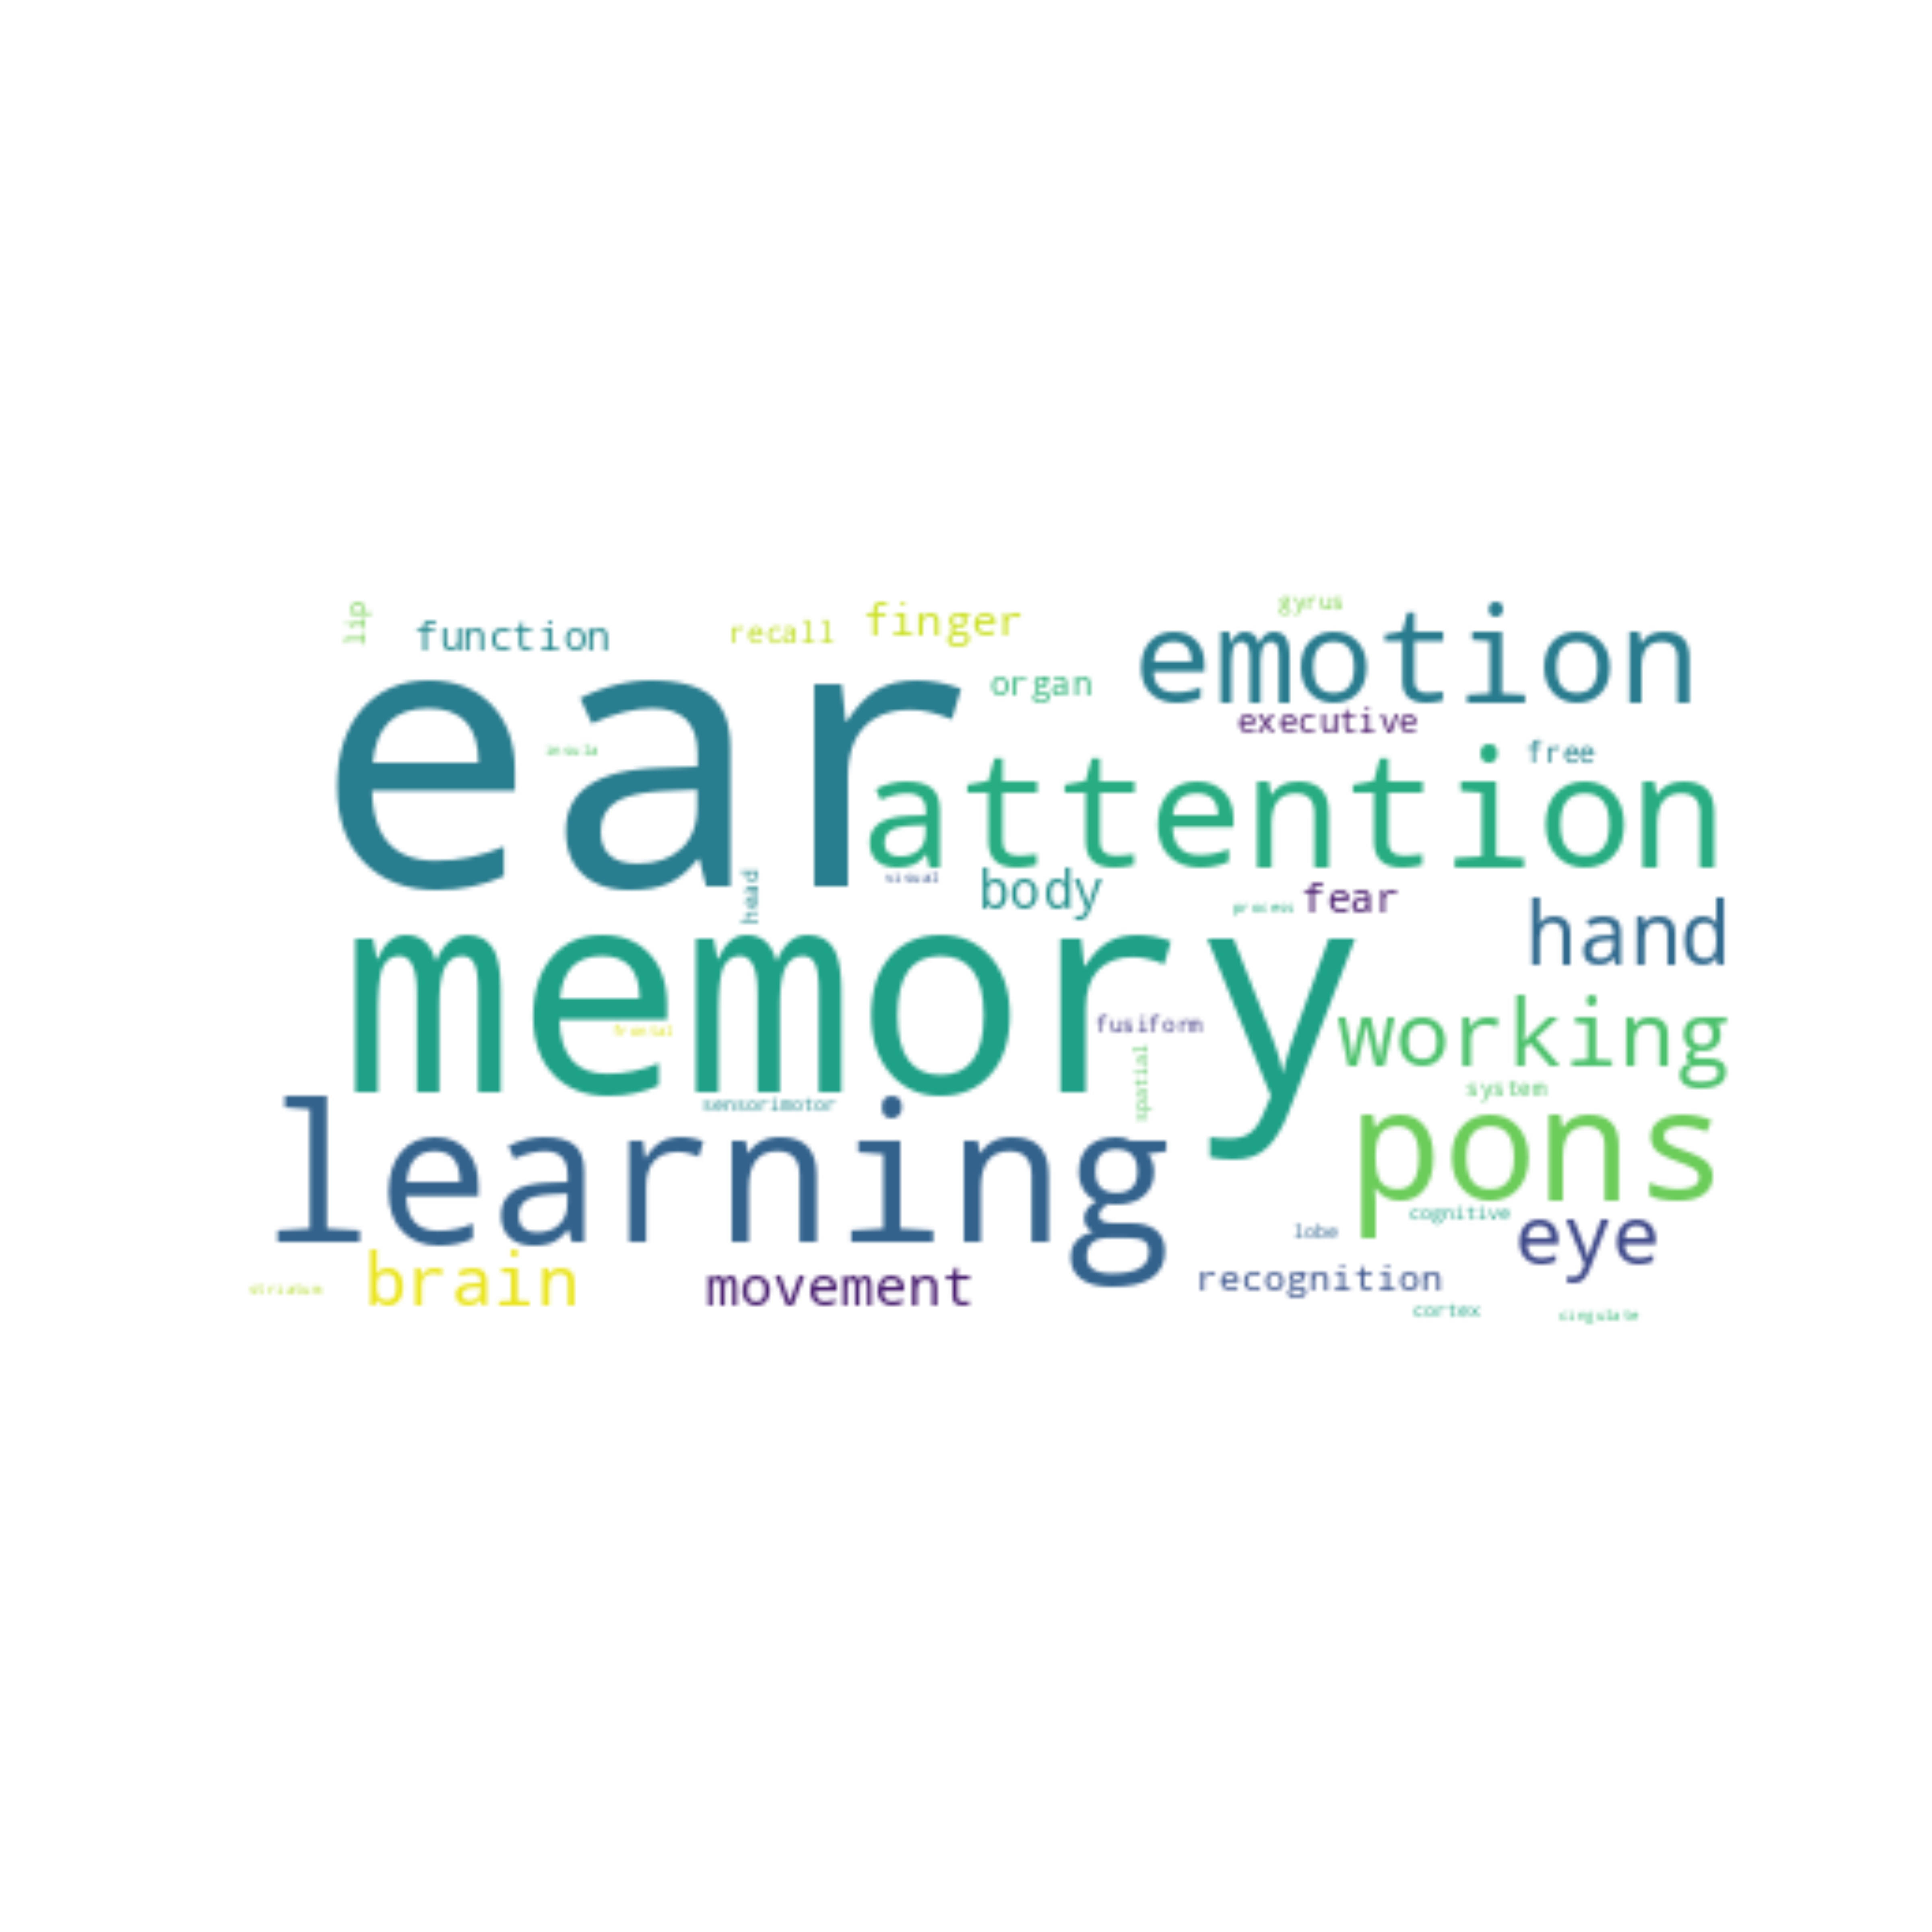 gyrus
lip
function
recall
finger
emotion
organ
executive
ear
insula
free
attention
visual
body
process
fear
head
hand
memory
frontal
fusiform
working
spatial
system
sensorimotor
learning
pons
cognitive
lobe
eye
striatum
brain
movement
recognition
cortex
cingulate